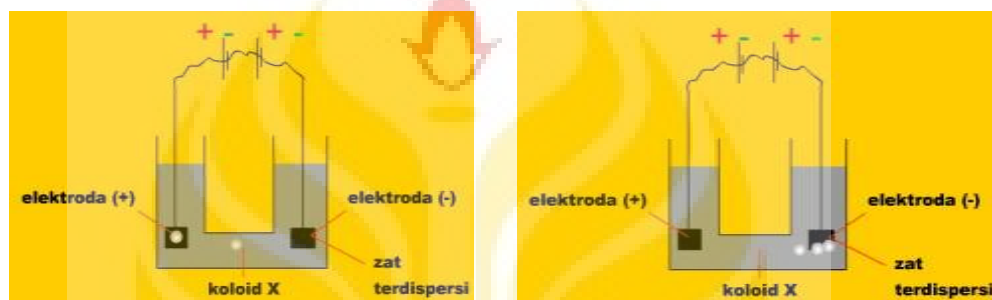 + - + -
elektroda (+)
elektroda (-)
zat
terdispersi
koloid X
+ - + -
elektroda (+)
elektroda (-)
zat
terdispersi
koloid X